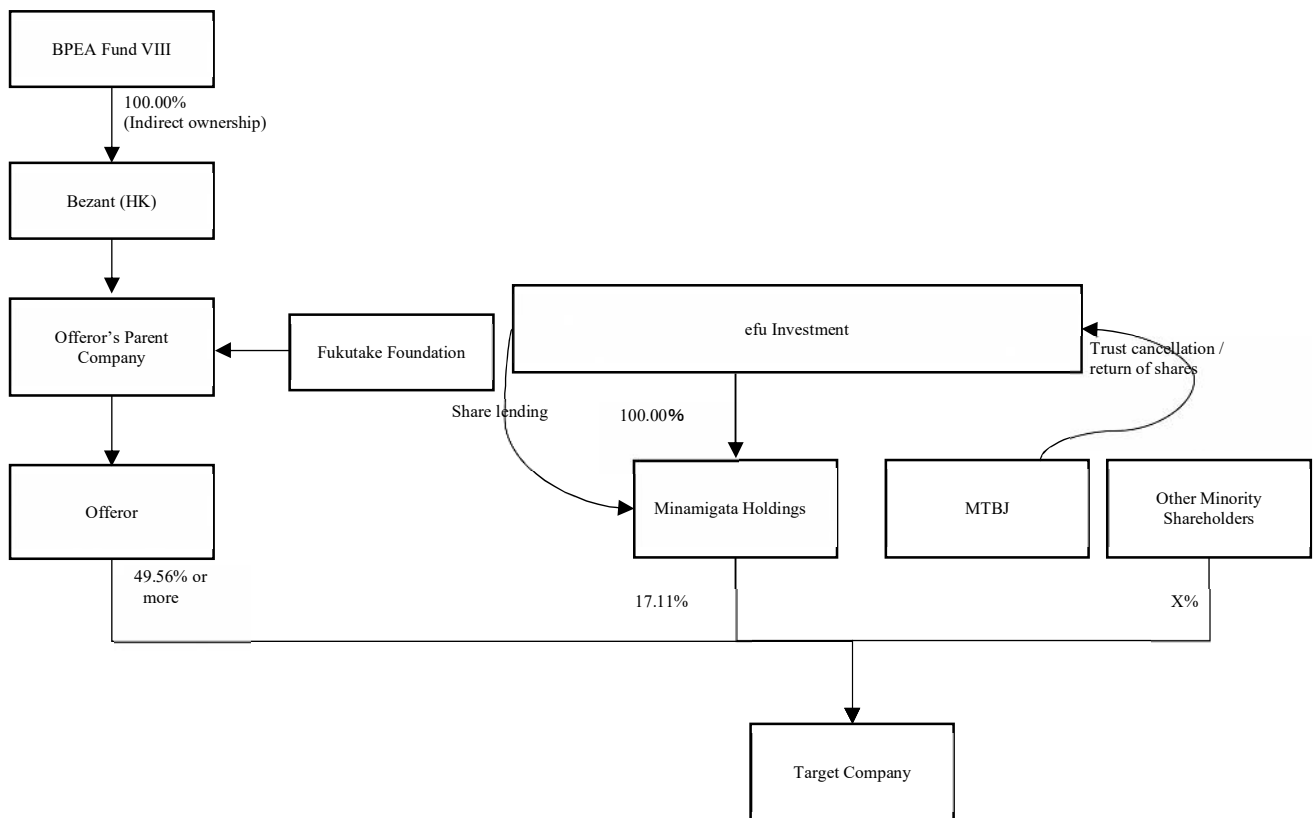 BPEA Fund VIII
100.00%
(Indirect ownership)
Bezant (HK)
Offeror’s Parent
Company
Fukutake Foundation
efu Investment
Trust cancellation /
return of shares
Share lending
100.00%
Offeror
Minamigata Holdings
MTBJ
Other Minority
Shareholders
49.56% or
more
17.11%
X%
Target Company